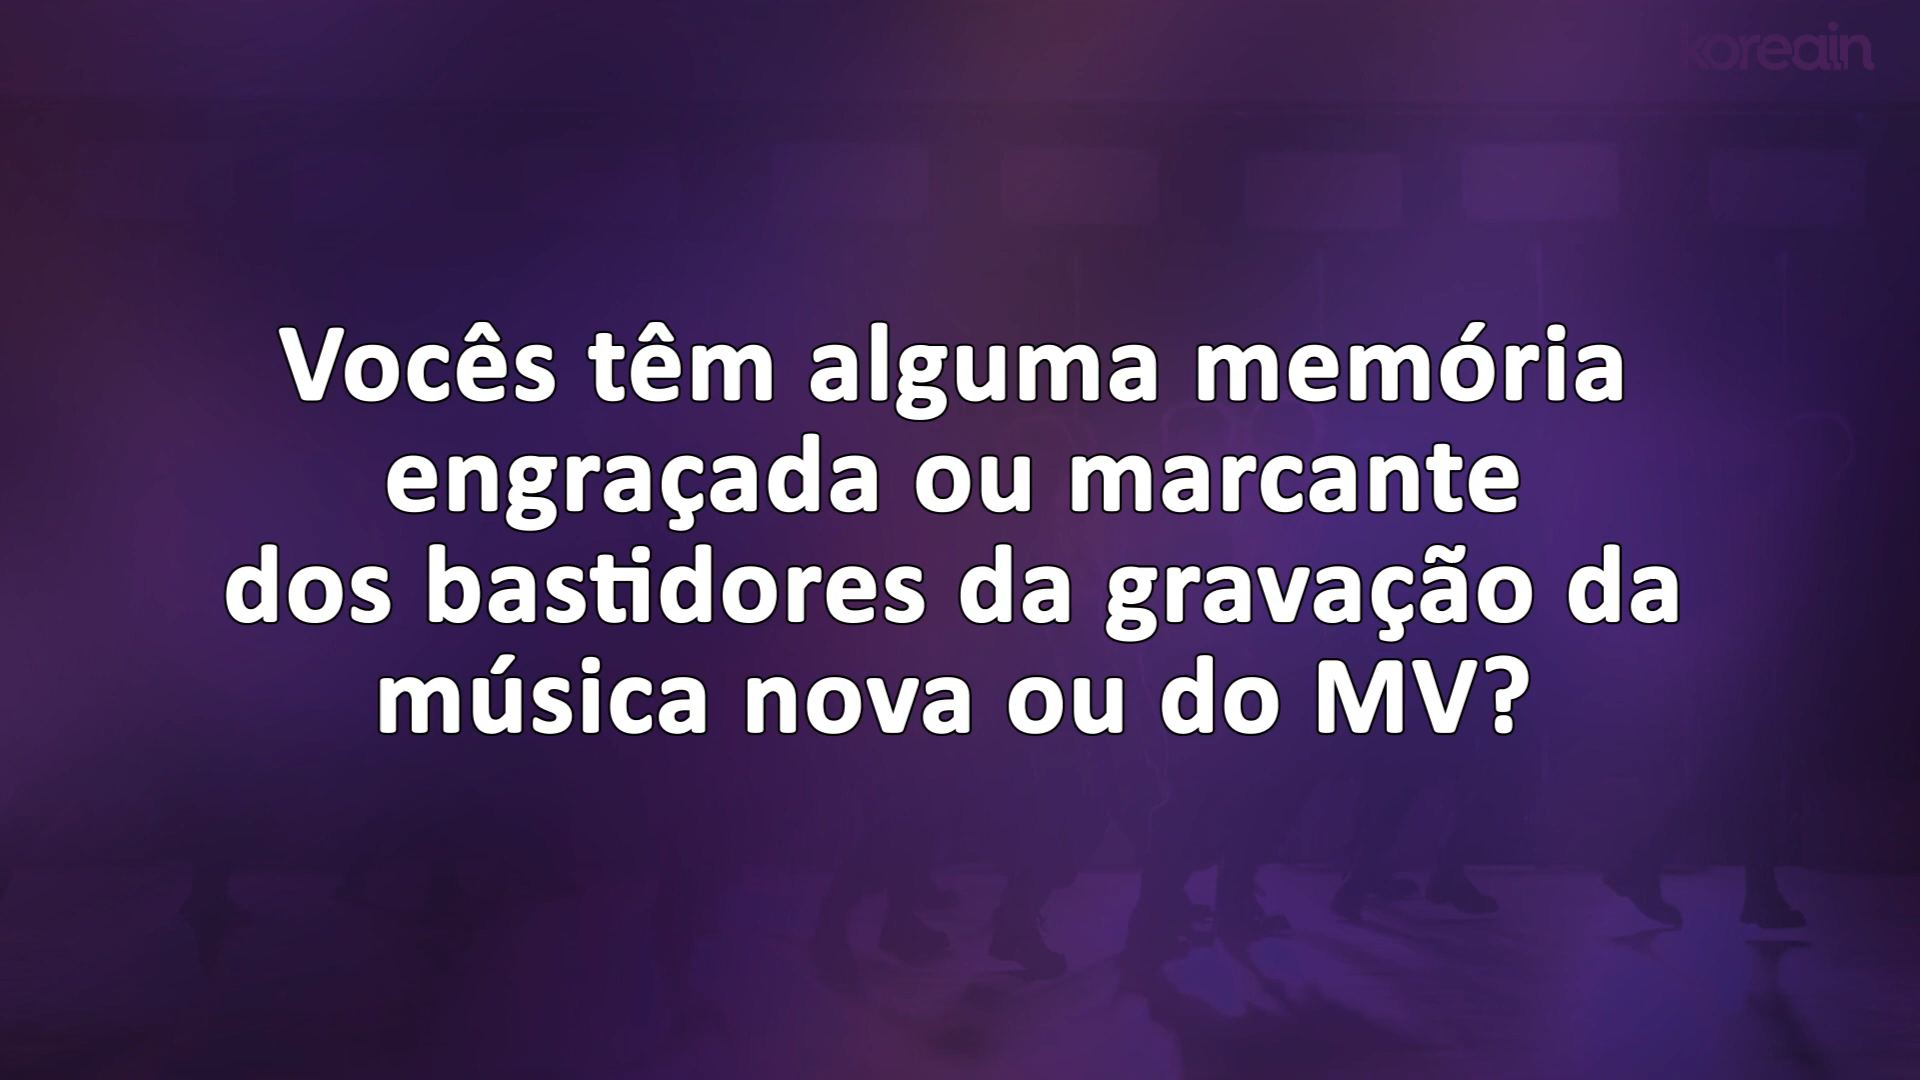 koreain
Vocês têm alguma memória
engraçada ou marcante
dos bastidores da gravação da
música nova ou do MV?